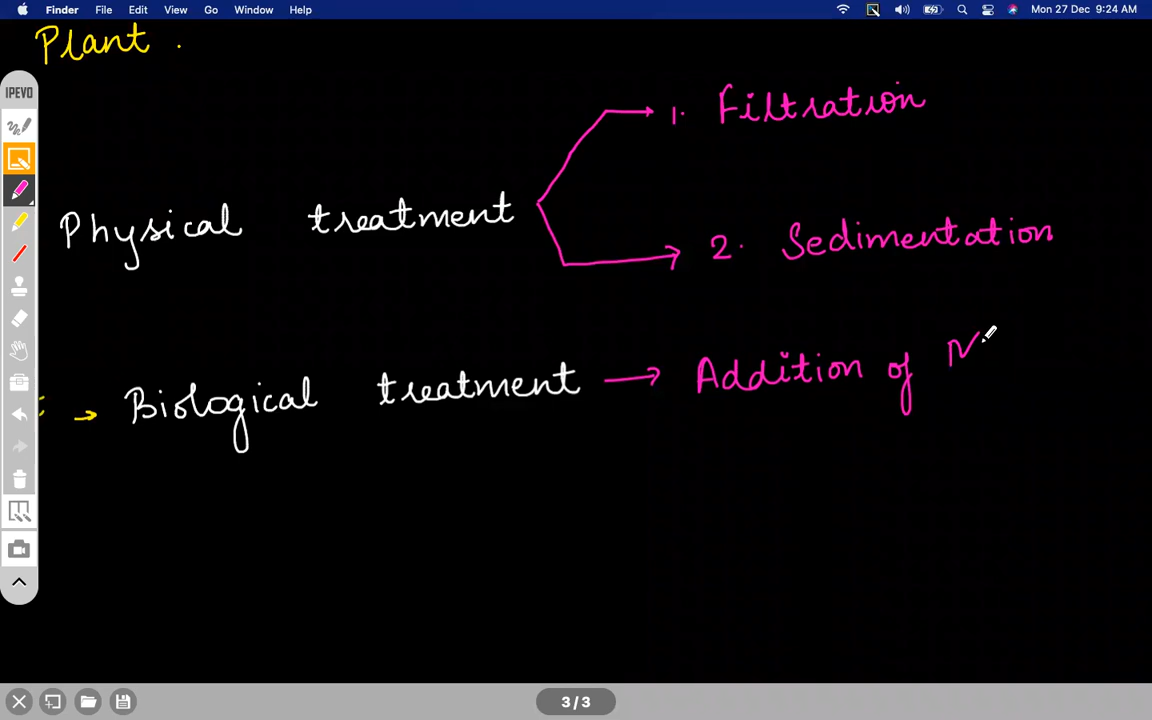 Finder File Edit View Go Window Help Mon 27 Dec 9:24 AM
Plant .
IPEVO
1. Filtration
Physical treatment
2. Sedimentation
→ Biological treatment → Addition of
3/3